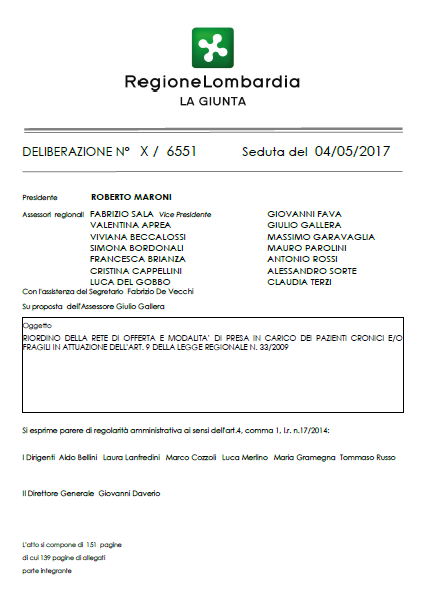 RegioneLombardia
LA GIUNTA
DELIBERAZIONE N° X / 6551 Seduta del 04/05/2017
Presidente ROBERTO MARONI
Assessori regionali FABRIZIO SALA Vice Presidente GIOVANNI FAVA
VALENTINA APREA GIULIO GALLERA
VIVIANA BECCALOSSI MASSIMO GARAVAGLIA
SIMONA BORDONALI MAURO PAROLINI
FRANCESCA BRIANZA ANTONIO ROSSI
CRISTINA CAPPELLINI ALESSANDRO SORTE
LUCA DEL GOBBO CLAUDIA TERZI
Con l'assistenza del Segretario Fabrizio De Vecchi
Su proposta dell'Assessore Giulio Gallera
Oggetto
RIORDINO DELLA RETE DI OFFERTA E MODALITA' DI PRESA IN CARICO DEI PAZIENTI CRONICI E/O
FRAGILI IN ATTUAZIONE DELL'ART. 9 DELLA LEGGE REGIONALE N. 33/2009
Si esprime parere di regolarità amministrativa ai sensi dell'art.4, comma 1, l.r. n.17/2014:
I Dirigenti Aldo Bellini Laura Lanfredini Marco Cozzoli Luca Merlino Maria Gramegna Tommaso Russo
Il Direttore Generale Giovanni Daverio
L'atto si compone di 151 pagine
di cui 139 pagine di allegati
parte integrante